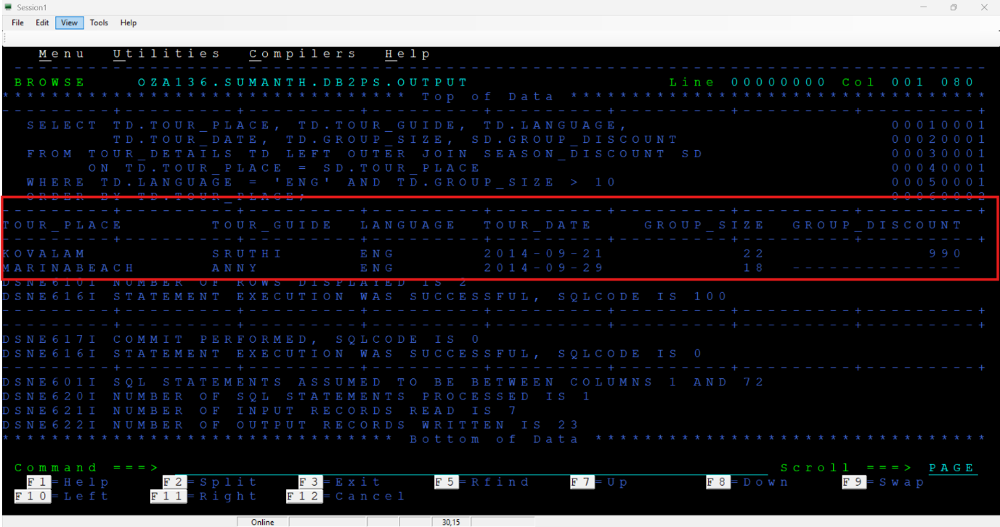 Session1
File Edit View Tools Help
Menu Utilities Compilers Help
- - - - - - - - - - - - - - - - - - - - - - - - - - - - - - - - - - - - - - - -
BROWSE OZA136.SUMANTH.DB2PS.OUTPUT Line 00000000 Col 001 080
********************************* Top of Data **********************************
---------+---------+---------+---------+---------+---------+---------+---------+
SELECT TD.TOUR_PLACE, TD.TOUR_GUIDE, TD.LANGUAGE, 00010001
TD.TOUR_DATE, TD.GROUP_SIZE, SD.GROUP_DISCOUNT 00020001
FROM TOUR_DETAILS TD LEFT OUTER JOIN SEASON_DISCOUNT SD 00030001
ON TD.TOUR_PLACE = SD.TOUR_PLACE 00040001
WHERE TD.LANGUAGE = 'ENG' AND TD.GROUP_SIZE > 10 00050001
ORDER BY TD.TOUR_PLACE; 00060002
---------+---------+---------+---------+---------+---------+---------+---------+
TOUR_PLACE TOUR_GUIDE LANGUAGE TOUR_DATE GROUP_SIZE GROUP_DISCOUNT
---------+---------+---------+---------+---------+---------+---------+---------+
KOVALAM SRUTHI ENG 2014-09-21 22 990
MARINABEACH ANNY ENG 2014-09-29 18 --------------
DSNE610I NUMBER OF ROWS DISPLAYED IS 2
DSNE616I STATEMENT EXECUTION WAS SUCCESSFUL, SQLCODE IS 100
---------+---------+---------+---------+---------+---------+---------+---------+
---------+---------+---------+---------+---------+---------+---------+---------+
DSNE617I COMMIT PERFORMED, SQLCODE IS 0
DSNE616I STATEMENT EXECUTION WAS SUCCESSFUL, SQLCODE IS 0
---------+---------+---------+---------+---------+---------+---------+---------+
DSNE601I SQL STATEMENTS ASSUMED TO BE BETWEEN COLUMNS 1 AND 72
DSNE620I NUMBER OF SQL STATEMENTS PROCESSED IS 1
DSNE621I NUMBER OF INPUT RECORDS READ IS 7
DSNE622I NUMBER OF OUTPUT RECORDS WRITTEN IS 23
******************************** Bottom of Data ********************************
Command ===> Scroll ===> PAGE
F1=Help F2=Split F3=Exit F5=Rfind F7=Up F8=Down F9=Swap
F10=Left F11=Right F12=Cancel
Online 30,15